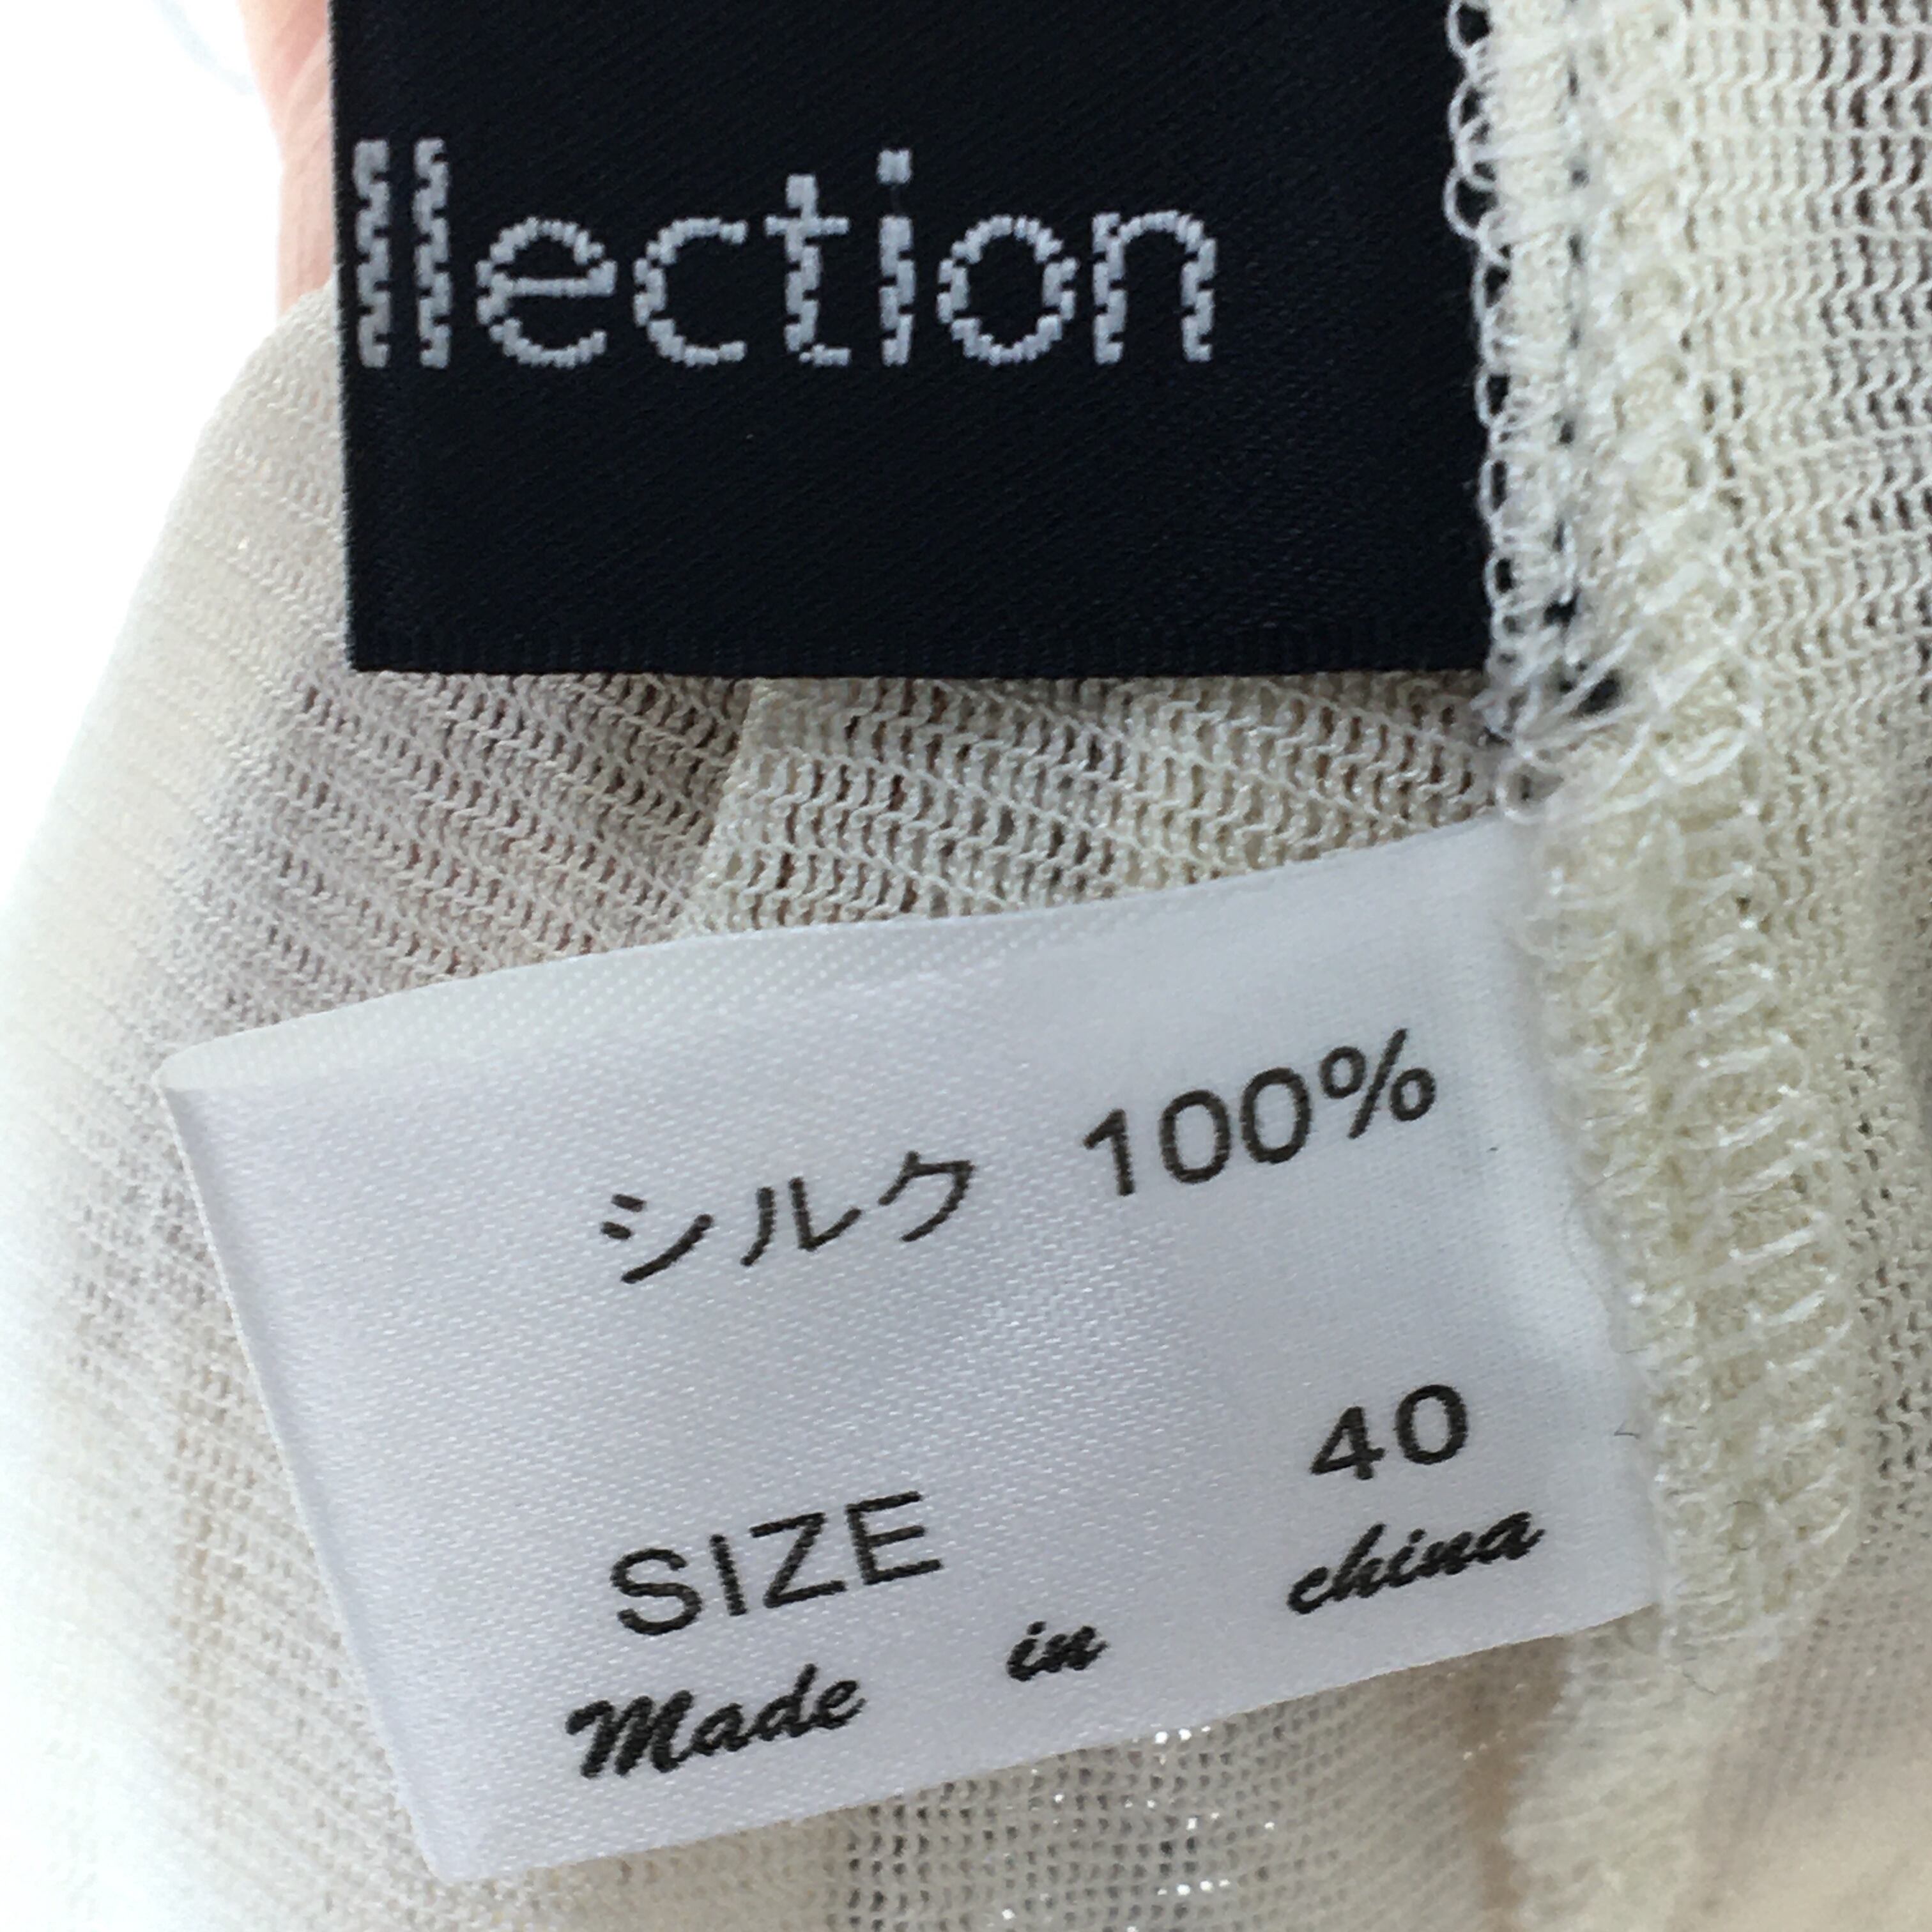 llection
シルク 100%
SIZE 40
Made in china